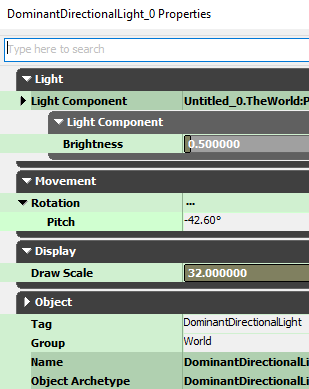 DominantDirectionalLight_0 Properties
Type here to search
Light
Light Component Untitled_0.TheWorld:P
Light Component
Brightness 0.500000
Movement
Rotation ...
Pitch -42.60°
Display
Draw Scale 32.000000
Object
Tag DominantDirectionalLight
Group World
Name DominantDirectionalLi
Object Archetype DominantDirectionalLi